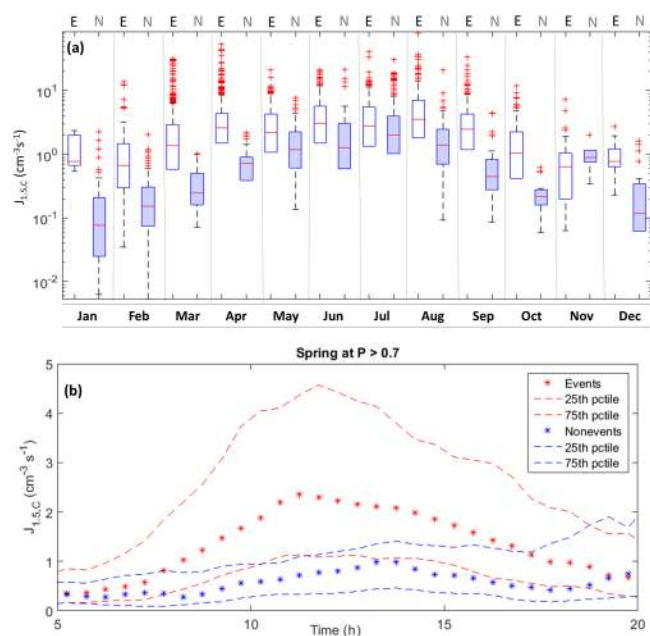 E N E N E N E N E N E N E N E N E N E N E N E N
(a)
10¹
10⁰
10⁻¹
10⁻²
J1.5,C (cm⁻³s⁻¹)
Jan Feb Mar Apr May Jun Jul Aug Sep Oct Nov Dec
Spring at P > 0.7
(b)
Events
25th pctile
75th pctile
Nonevents
25th pctile
75th pctile
5
4
3
2
1
0
J1.5,C (cm⁻³ s⁻¹)
5 10 15 20
Time (h)